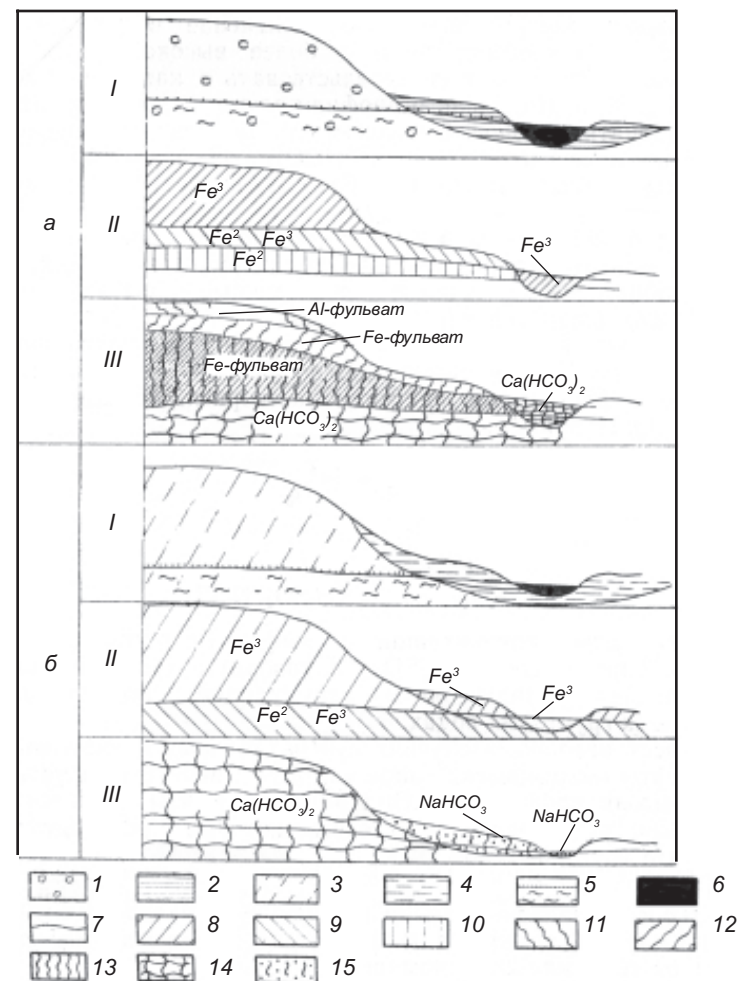 I
а
II
Fe³
Fe² Fe³
Fe²
Fe³
III
Al-фульват
Fe-фульват
Fe-фульват
Ca(HCO₃)₂
Ca(HCO₃)₂
I
б
II
Fe³
Fe³
Fe³
Fe² Fe³
III
Ca(HCO₃)₂
NaHCO₃
NaHCO₃
1 2 3 4 5 6
7 8 9 10 11 12
13 14 15